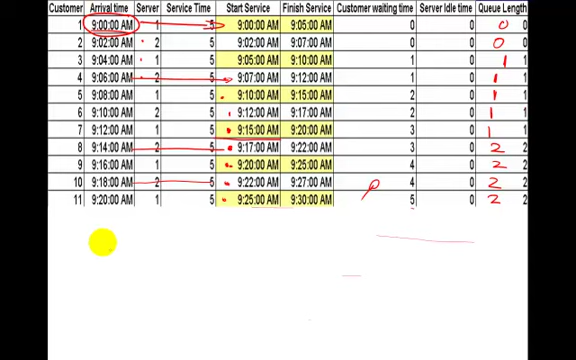 Customer Arrival time Server Service Time Start Service Finish Service Customer waiting time Server Idle time Queue Length
1 9:00:00 AM 1 5 9:00:00 AM 9:05:00 AM 0 0 0 0
2 9:02:00 AM 2 5 9:02:00 AM 9:07:00 AM 0 0 0 0
3 9:04:00 AM 1 5 9:05:00 AM 9:10:00 AM 1 0 1 1
4 9:06:00 AM 2 5 9:07:00 AM 9:12:00 AM 1 0 1 1
5 9:08:00 AM 1 5 9:10:00 AM 9:15:00 AM 2 0 1 1
6 9:10:00 AM 2 5 9:12:00 AM 9:17:00 AM 2 0 1 1
7 9:12:00 AM 1 5 9:15:00 AM 9:20:00 AM 3 0 1 1
8 9:14:00 AM 2 5 9:17:00 AM 9:22:00 AM 3 0 2 2
9 9:16:00 AM 1 5 9:20:00 AM 9:25:00 AM 4 0 2 2
10 9:18:00 AM 2 5 9:22:00 AM 9:27:00 AM 4 0 2 2
11 9:20:00 AM 1 5 9:25:00 AM 9:30:00 AM 5 0 2 2